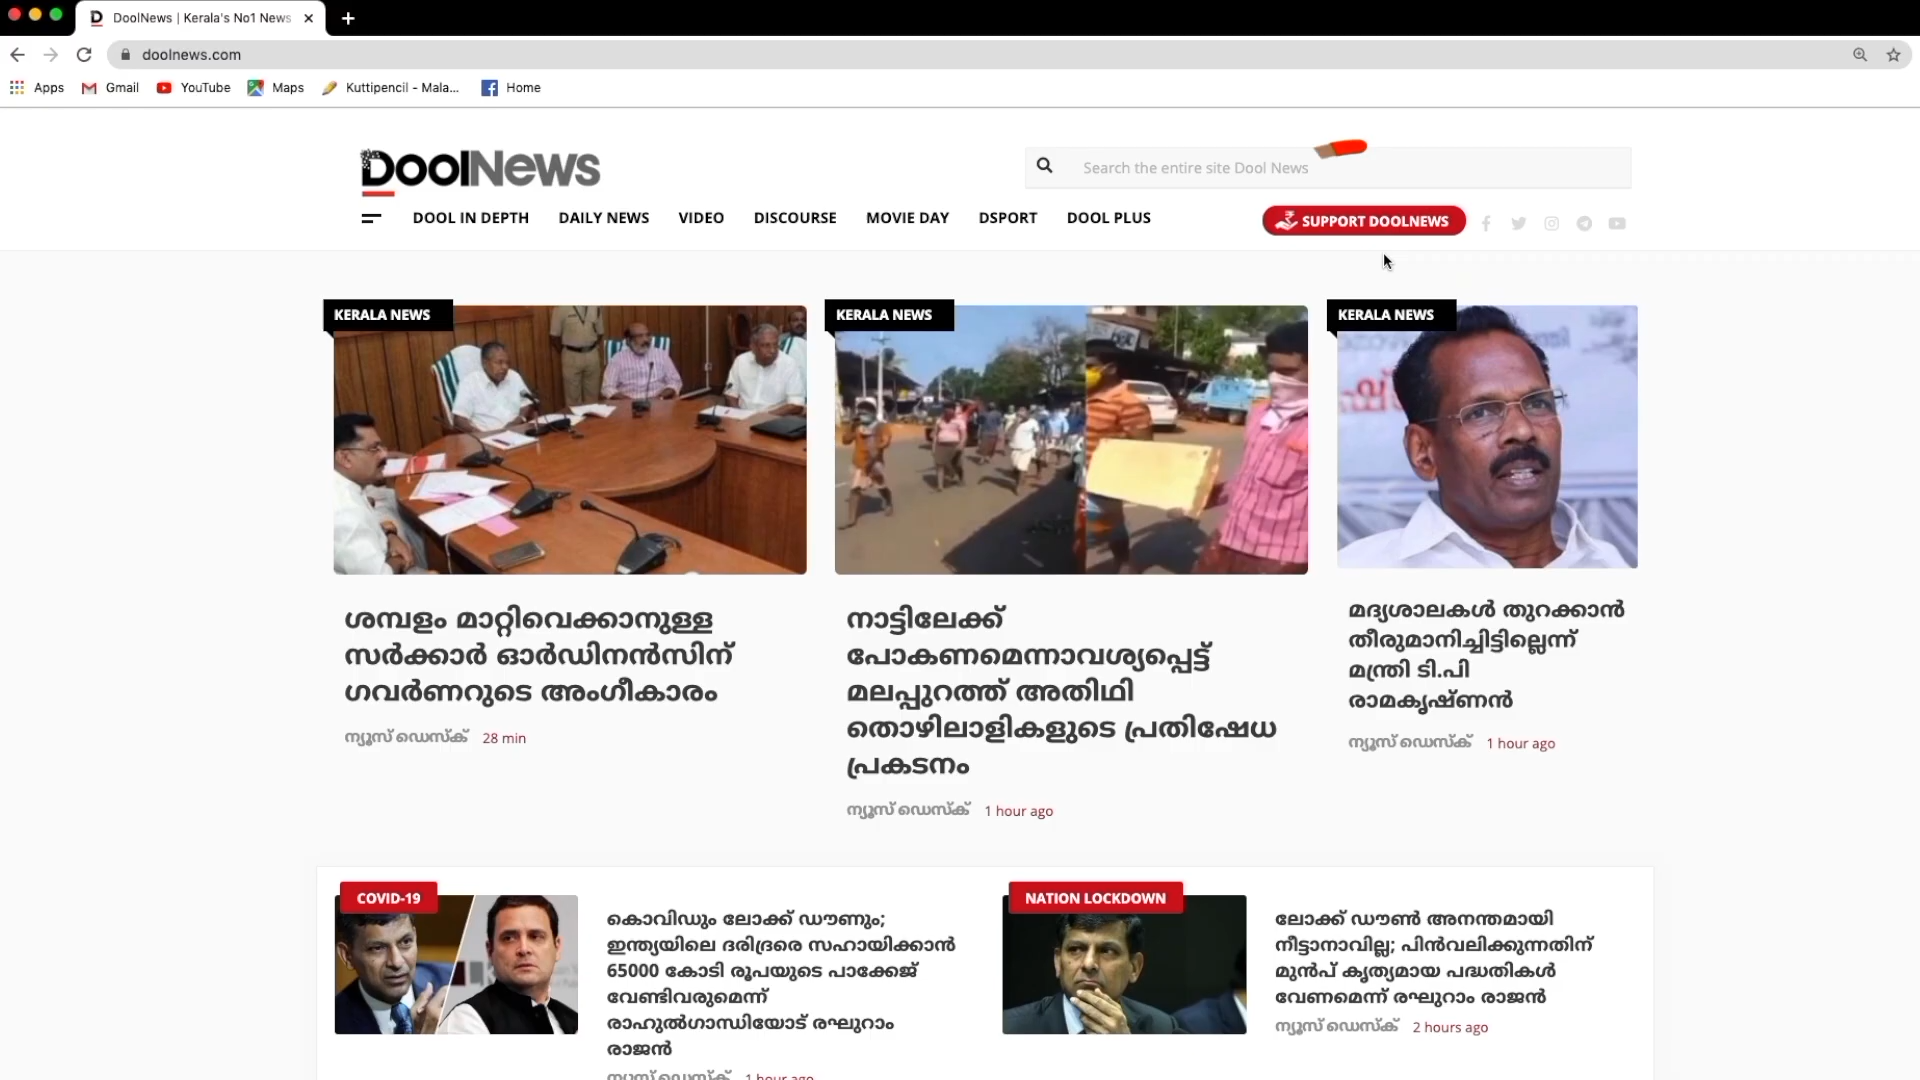 DoolNews | Kerala's No1 News
doolnews.com
Apps Gmail YouTube Maps Kuttipencil - Mala... Home
DoolNews
Search the entire site Dool News
DOOL IN DEPTH DAILY NEWS VIDEO DISCOURSE MOVIE DAY DSPORT DOOL PLUS
SUPPORT DOOLNEWS
KERALA NEWS
ശമ്പളം മാറ്റിവെക്കാനുള്ള
സര്‍ക്കാര്‍ ഓര്‍ഡിനന്‍സിന്
ഗവര്‍ണറുടെ അംഗീകാരം
ന്യൂസ് ഡെസ്‌ക് 28 min
KERALA NEWS
നാട്ടിലേക്ക്
പോകണമെന്നാവശ്യപ്പെട്ട്
മലപ്പുറത്ത് അതിഥി
തൊഴിലാളികളുടെ പ്രതിഷേധ
പ്രകടനം
ന്യൂസ് ഡെസ്‌ക് 1 hour ago
KERALA NEWS
മദ്യശാലകള്‍ തുറക്കാന്‍
തീരുമാനിച്ചിട്ടില്ലെന്ന്
മന്ത്രി ടി.പി
രാമകൃഷ്ണന്‍
ന്യൂസ് ഡെസ്‌ക് 1 hour ago
COVID-19
കൊവിഡും ലോക്ക് ഡൗണും;
ഇന്ത്യയിലെ ദരിദ്രരെ സഹായിക്കാന്‍
65000 കോടി രൂപയുടെ പാക്കേജ്
വേണ്ടിവരുമെന്ന്
രാഹുല്‍ഗാന്ധിയോട് രഘുറാം
രാജന്‍
ന്യൂസ് ഡെസ്‌ക് 1 hour ago
NATION LOCKDOWN
ലോക്ക് ഡൗണ്‍ അനന്തമായി
നീട്ടാനാവില്ല; പിന്‍വലിക്കുന്നതിന്
മുന്‍പ് കൃത്യമായ പദ്ധതികള്‍
വേണമെന്ന് രഘുറാം രാജന്‍
ന്യൂസ് ഡെസ്‌ക് 2 hours ago